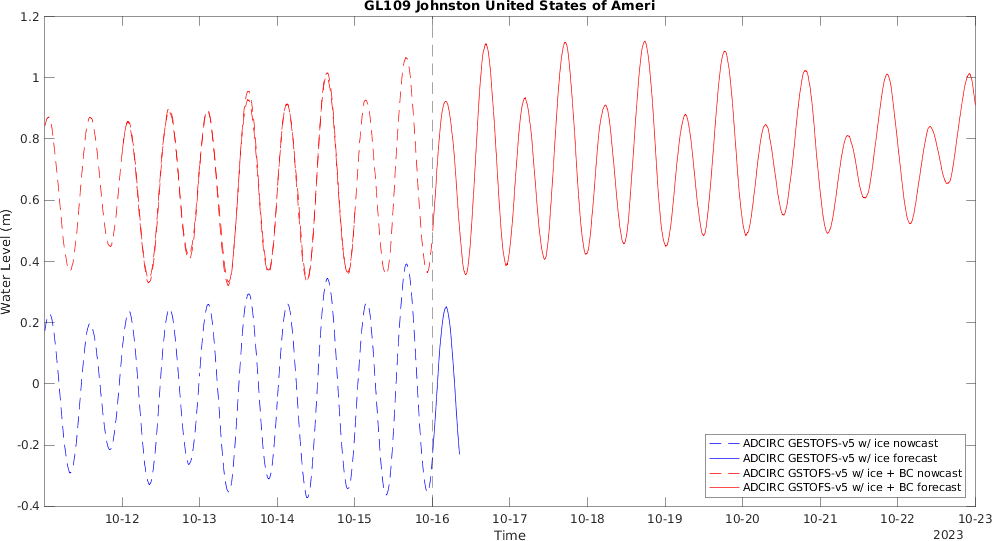 GL109 Johnston United States of Ameri
1.2
1
0.8
0.6
0.4
0.2
0
-0.2
-0.4
Water Level (m)
ADCIRC GESTOFS-v5 w/ ice nowcast
ADCIRC GESTOFS-v5 w/ ice forecast
ADCIRC GSTOFS-v5 w/ ice + BC nowcast
ADCIRC GSTOFS-v5 w/ ice + BC forecast
10-12 10-13 10-14 10-15 10-16 10-17 10-18 10-19 10-20 10-21 10-22 10-23
Time
2023